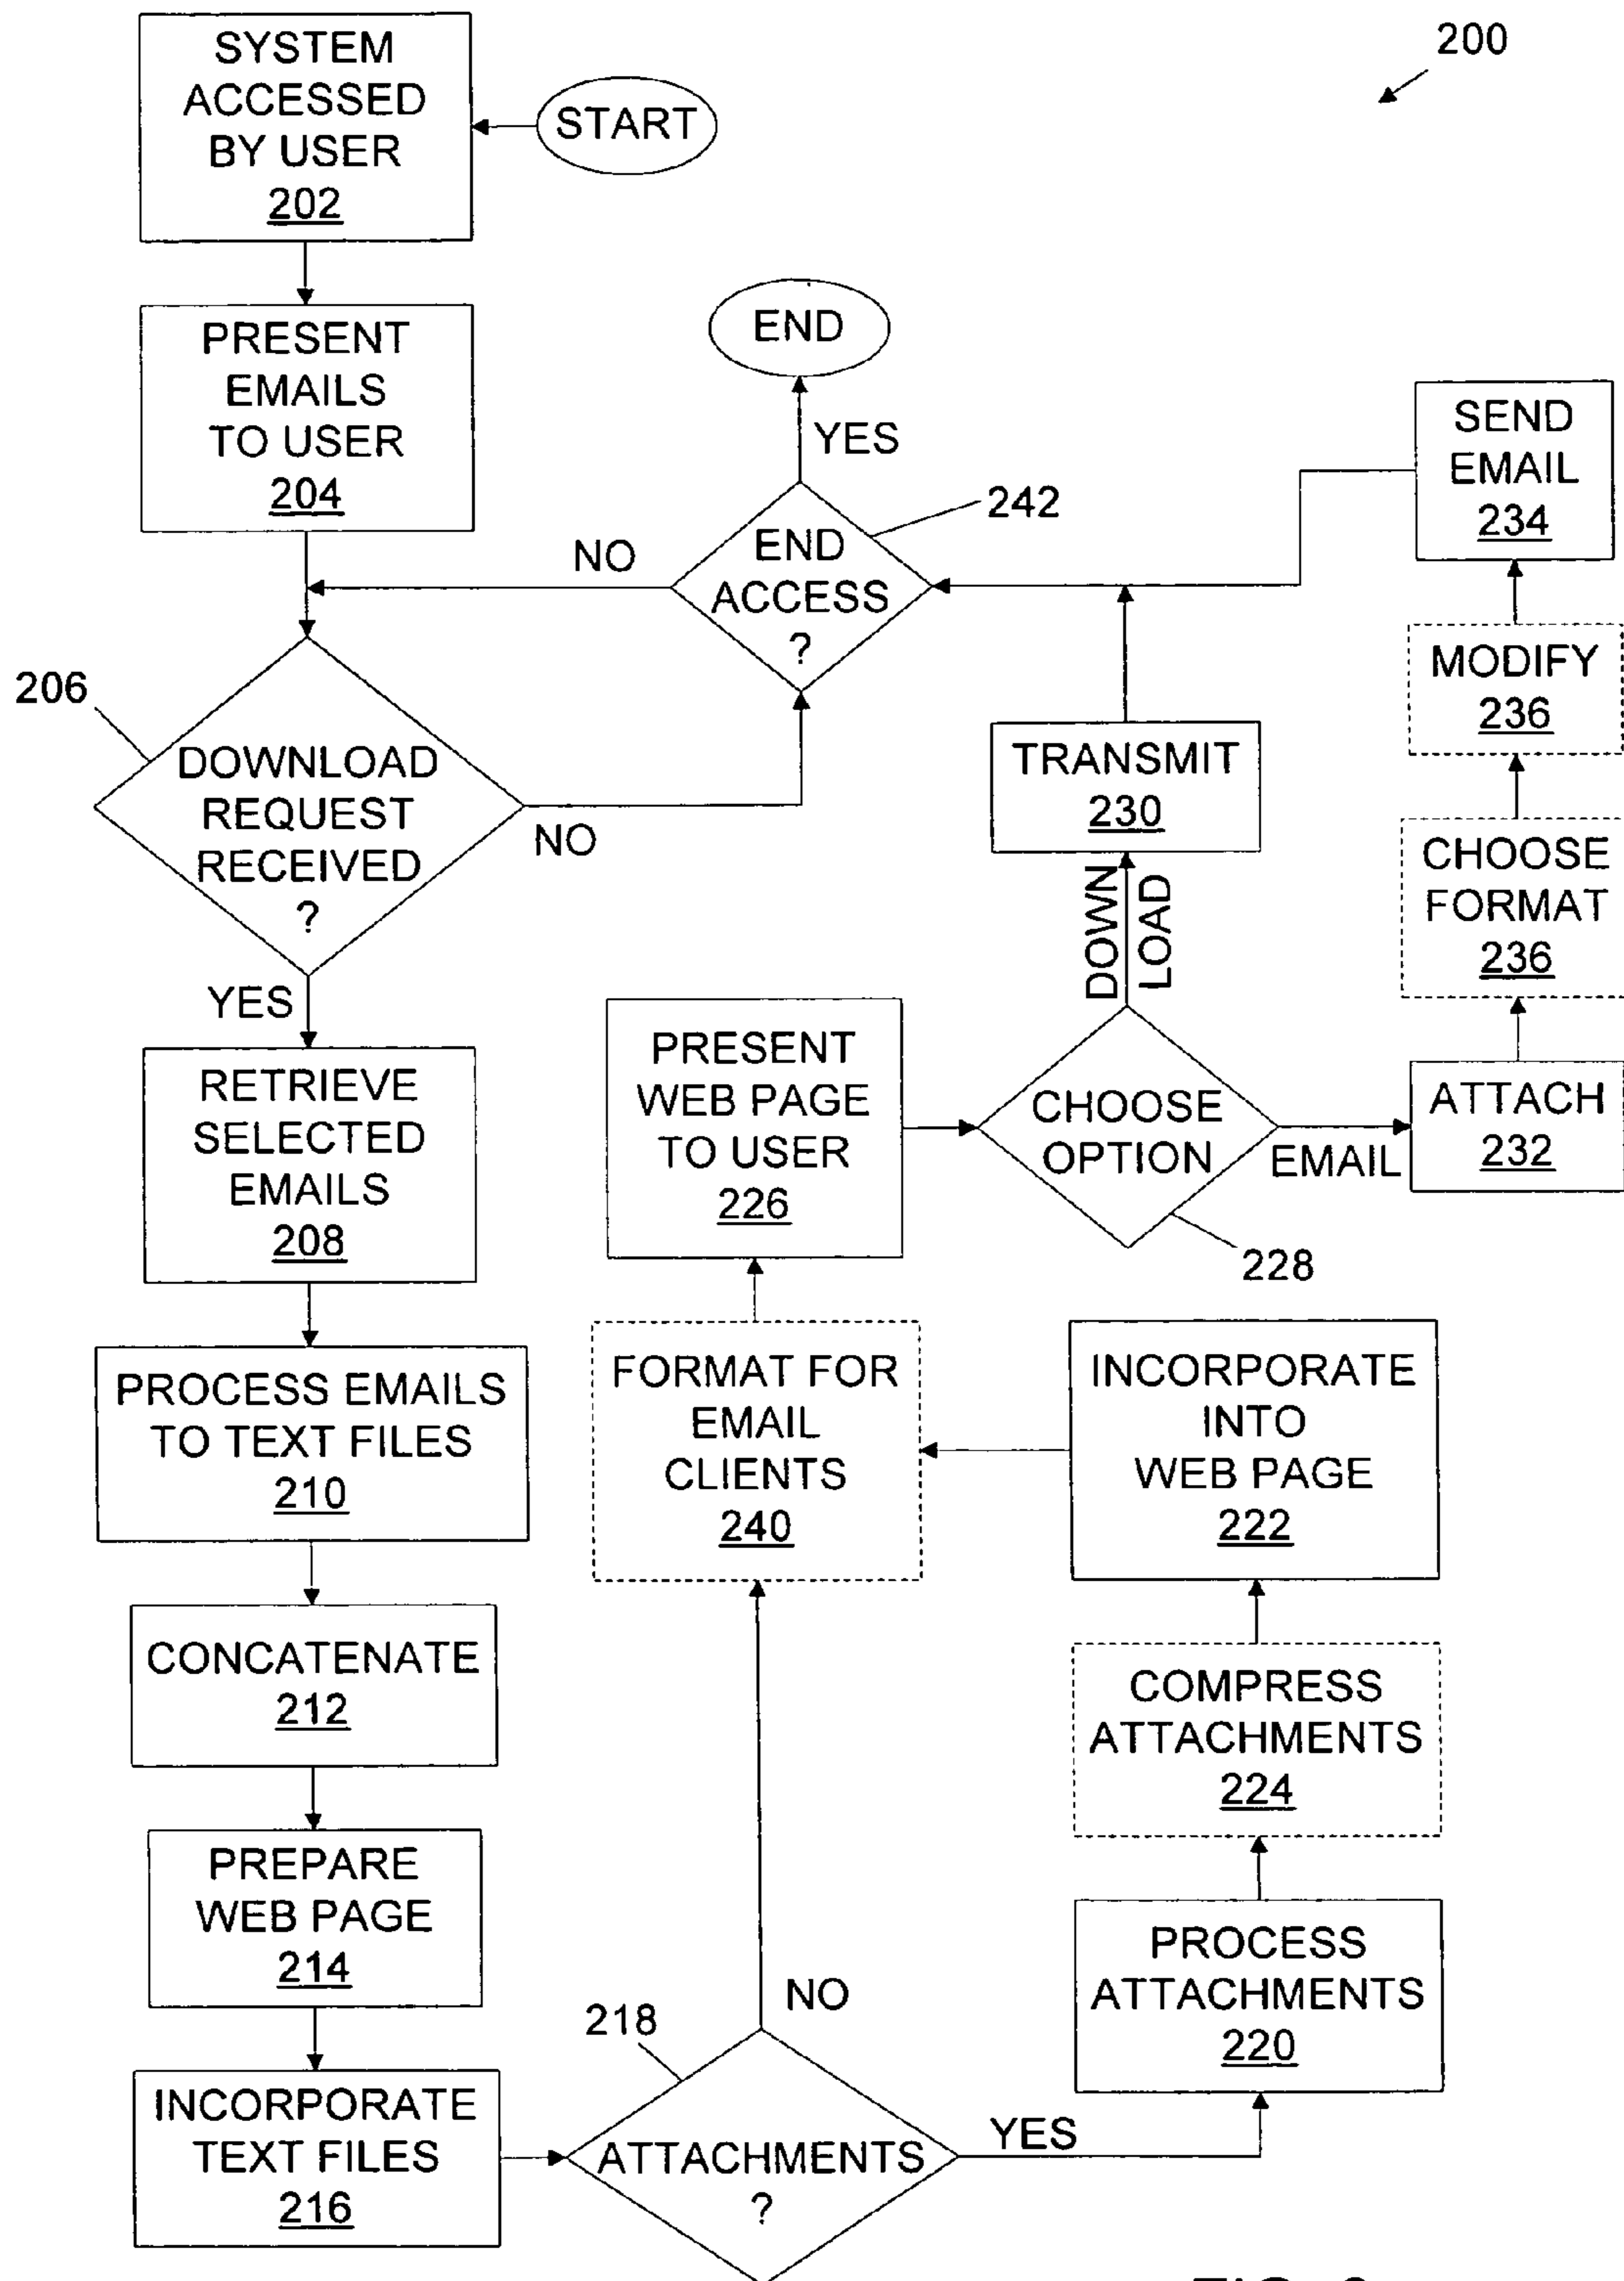 200
SYSTEM
ACCESSED
BY USER
202
START
PRESENT
EMAILS
TO USER
204
END
YES
242
END
ACCESS
?
NO
SEND
EMAIL
234
MODIFY
236
CHOOSE
FORMAT
236
206
DOWNLOAD
REQUEST
RECEIVED
?
NO
YES
TRANSMIT
230
DOWN
LOAD
RETRIEVE
SELECTED
EMAILS
208
PRESENT
WEB PAGE
TO USER
226
CHOOSE
OPTION
228
EMAIL
ATTACH
232
PROCESS EMAILS
TO TEXT FILES
210
FORMAT FOR
EMAIL
CLIENTS
240
INCORPORATE
INTO
WEB PAGE
222
CONCATENATE
212
COMPRESS
ATTACHMENTS
224
PREPARE
WEB PAGE
214
PROCESS
ATTACHMENTS
220
INCORPORATE
TEXT FILES
216
218
NO
ATTACHMENTS
?
YES